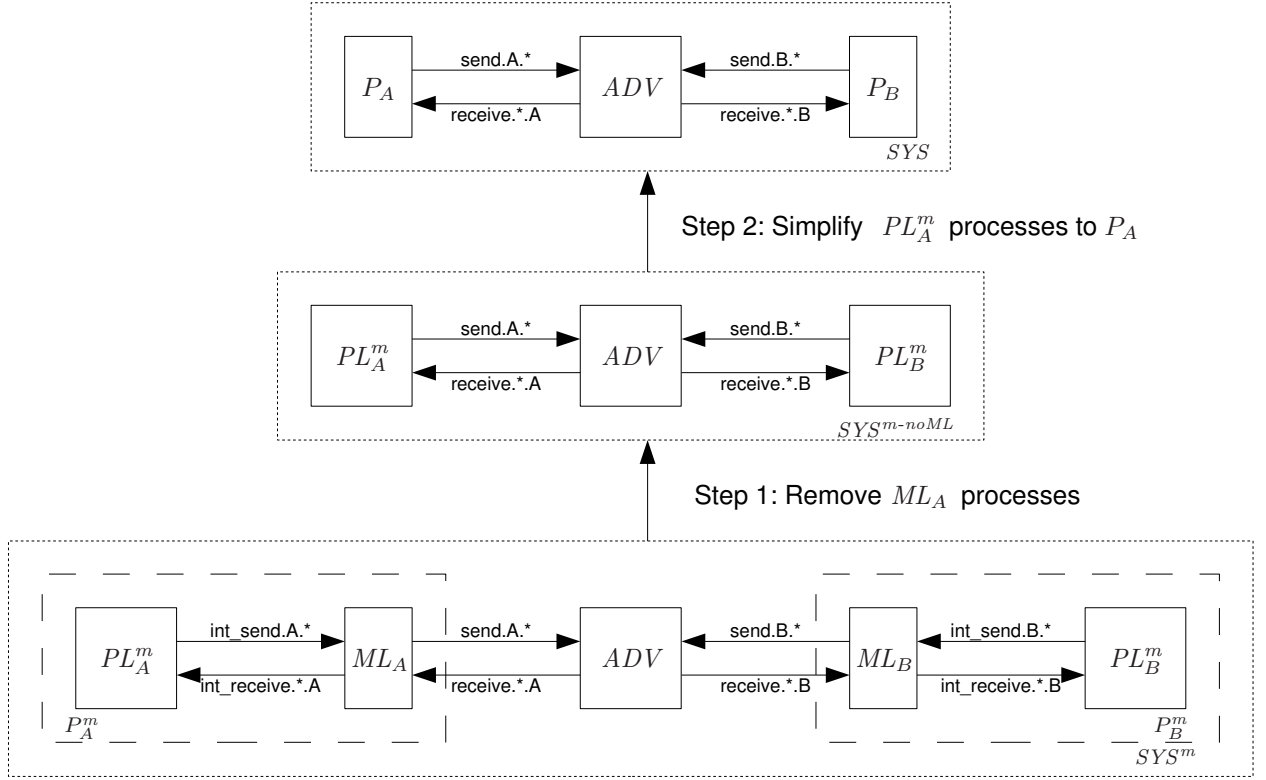 send.A.* send.B.*
P_A ADV P_B
receive.*.A receive.*.B
SYS
Step 2: Simplify PL_A^m processes to P_A
send.A.* send.B.*
PL_A^m ADV PL_B^m
receive.*.A receive.*.B
SYS^{m-noML}
Step 1: Remove ML_A processes
int_send.A.* send.A.* send.B.* int_send.B.*
PL_A^m ML_A ADV ML_B PL_B^m
int_receive.*.A receive.*.A receive.*.B int_receive.*.B
P_A^m P_B^m
SYS^m